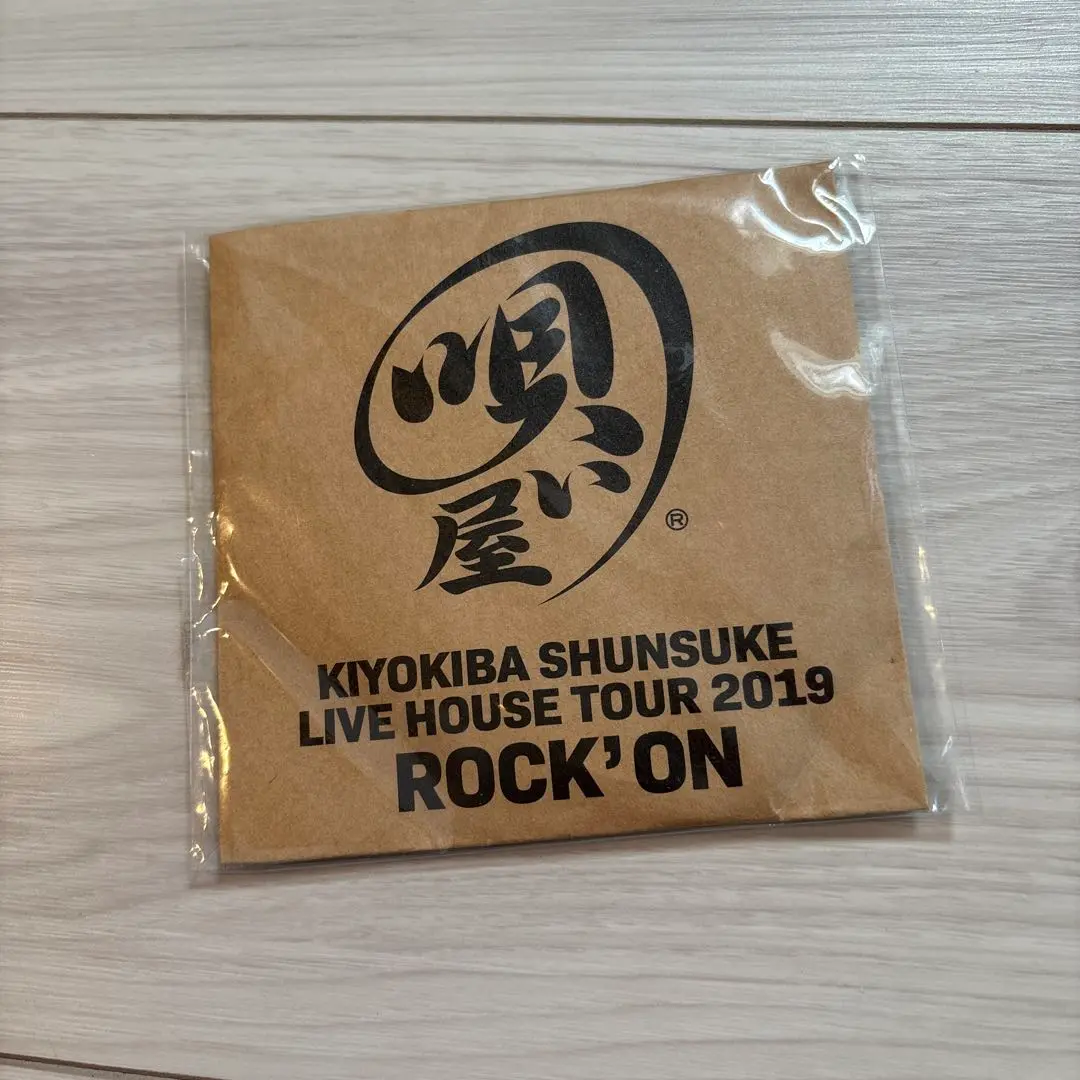 唄い
屋
®
KIYOKIBA SHUNSUKE
LIVE HOUSE TOUR 2019
ROCK’ON